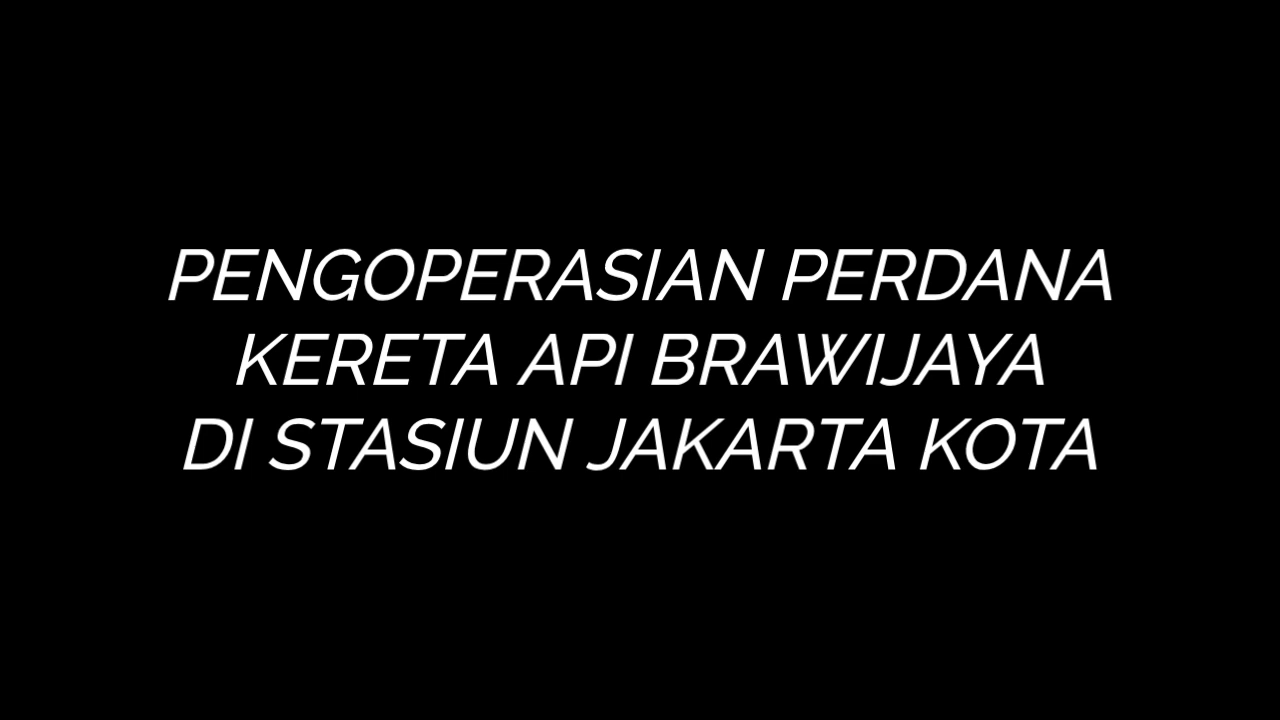 PENGOPERASIAN PERDANA
KERETA API BRAWIJAYA
DI STASIUN JAKARTA KOTA